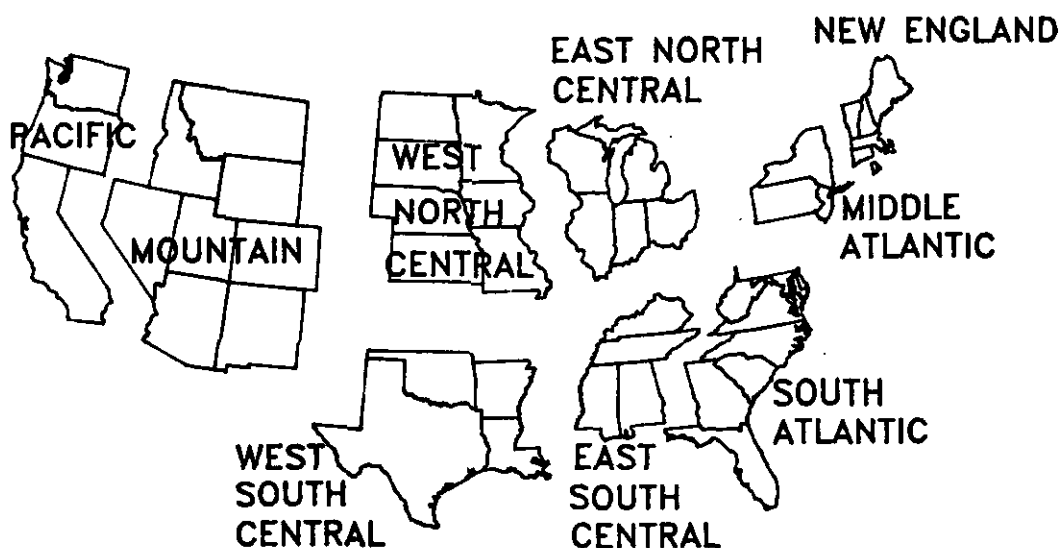 NEW ENGLAND
EAST NORTH
CENTRAL
PACIFIC
WEST
NORTH
CENTRAL
MOUNTAIN
MIDDLE
ATLANTIC
SOUTH
ATLANTIC
WEST
SOUTH
CENTRAL
EAST
SOUTH
CENTRAL